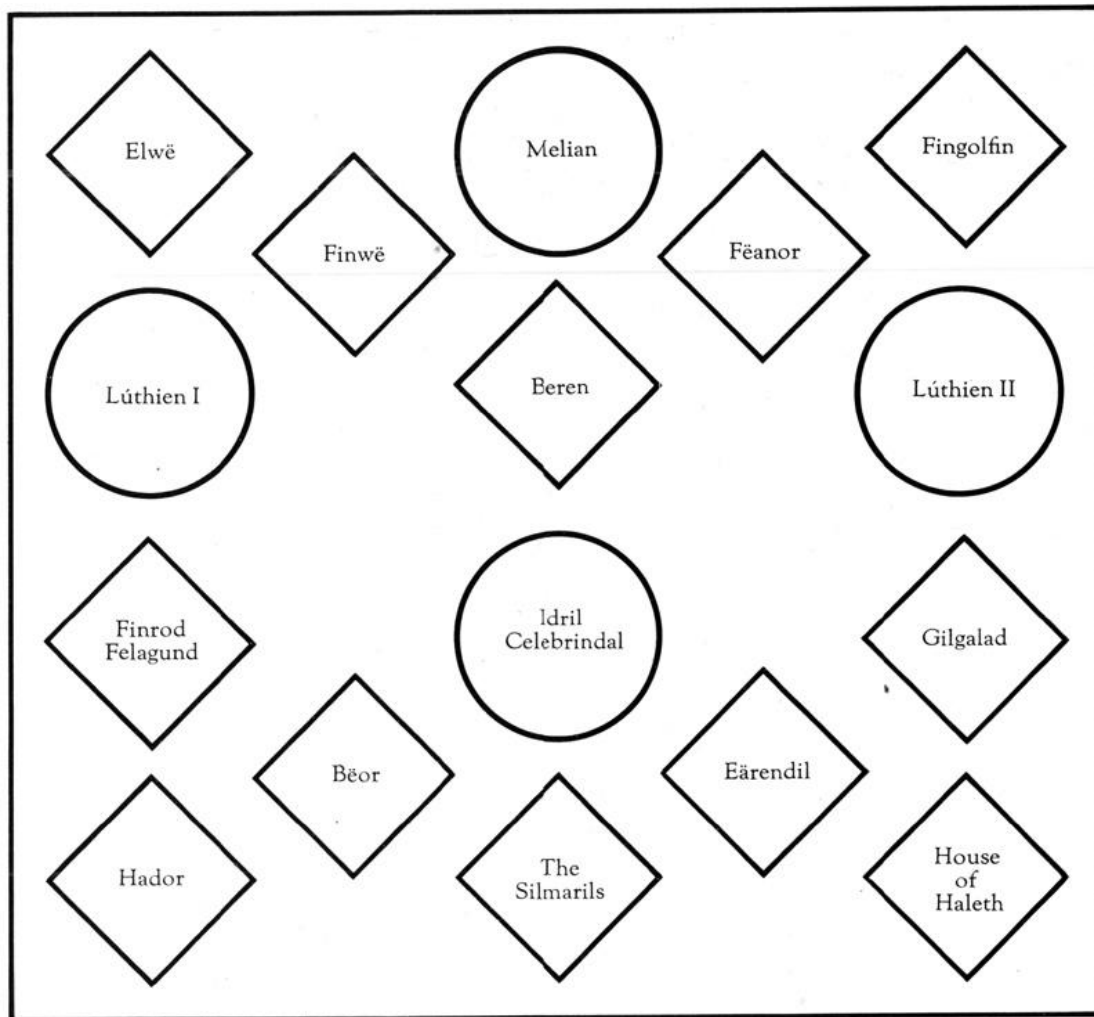 Elwë
Melian
Fingolfin
Finwë
Fëanor
Lúthien I
Beren
Lúthien II
Finrod
Felagund
Idril
Celebrindal
Gilgalad
Bëor
Eärendil
Hador
The
Silmarils
House
of
Haleth